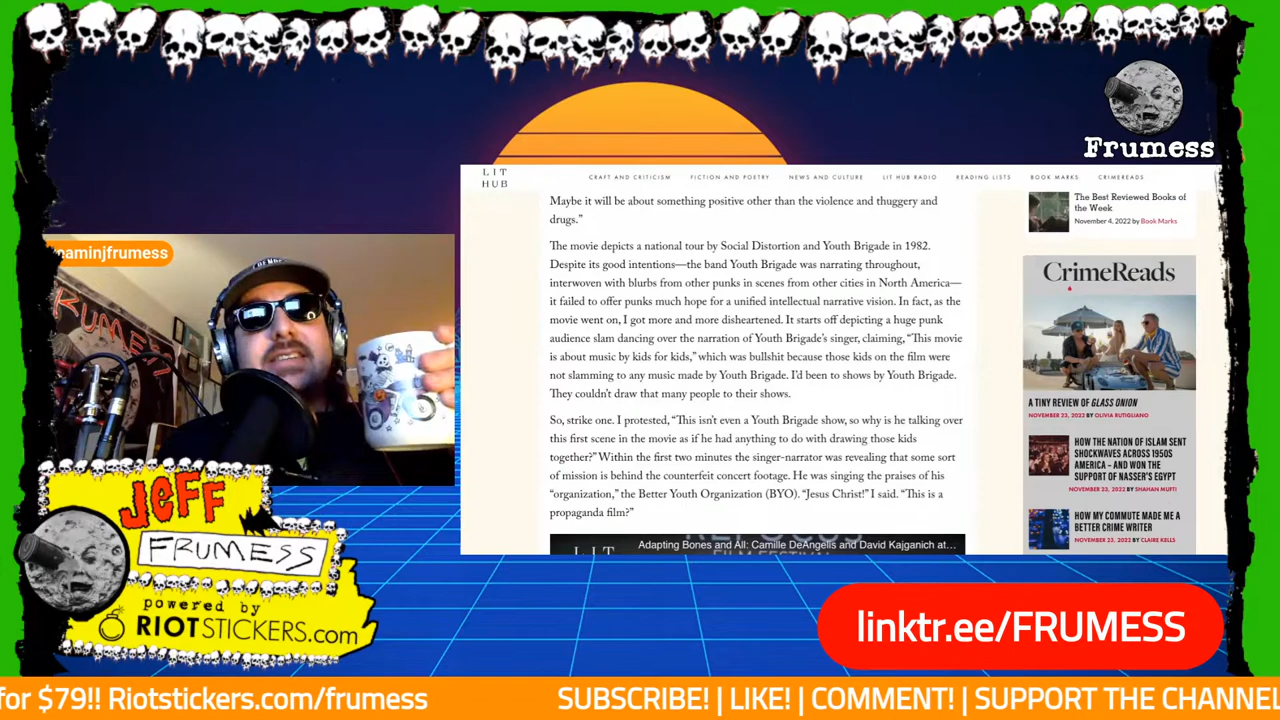 Frumess
LIT
HUB
CRAFT AND CRITICISM
FICTION AND POETRY
NEWS AND CULTURE
LIT HUB RADIO
READING LISTS
BOOK MARKS
CRIMEREADS
Maybe it will be about something positive other than the violence and thuggery and
drugs.”
The movie depicts a national tour by Social Distortion and Youth Brigade in 1982.
Despite its good intentions—the band Youth Brigade was narrating throughout,
interwoven with blurbs from other punks in scenes from other cities in North America—
it failed to offer punks much hope for a unified intellectual narrative vision. In fact, as the
movie went on, I got more and more disheartened. It starts off depicting a huge punk
audience slam dancing over the narration of Youth Brigade’s singer, claiming, “This movie
is about music by kids for kids,” which was bullshit because those kids on the film were
not slamming to any music made by Youth Brigade. I’d been to shows by Youth Brigade.
They couldn’t draw that many people to their shows.
So, strike one. I protested, “This isn’t even a Youth Brigade show, so why is he talking over
this first scene in the movie as if he had anything to do with drawing those kids
together?” Within the first two minutes the singer-narrator was revealing that some sort
of mission is behind the counterfeit concert footage. He was singing the praises of his
“organization,” the Better Youth Organization (BYO). “Jesus Christ!” I said. “This is a
propaganda film?”
LIT
Adapting Bones and All: Camille DeAngelis and David Kajganich at…
The Best Reviewed Books of
the Week
November 4, 2022 by Book Marks
CrimeReads
A TINY REVIEW OF GLASS ONION
NOVEMBER 23, 2022 BY OLIVIA RUTIGLIANO
HOW THE NATION OF ISLAM SENT
SHOCKWAVES ACROSS 1950S
AMERICA – AND WON THE
SUPPORT OF NASSER'S EGYPT
NOVEMBER 23, 2022 BY SHAHAN MUFTI
HOW MY COMMUTE MADE ME A
BETTER CRIME WRITER
NOVEMBER 23, 2022 BY CLAIRE KELLS
eaminjfrumess
RUMES
JEFF
FRUMESS
powered by
RIOTSTICKERS.com
linktr.ee/FRUMESS
for $79!! Riotstickers.com/frumess
SUBSCRIBE! | LIKE! | COMMENT! | SUPPORT THE CHANNEL